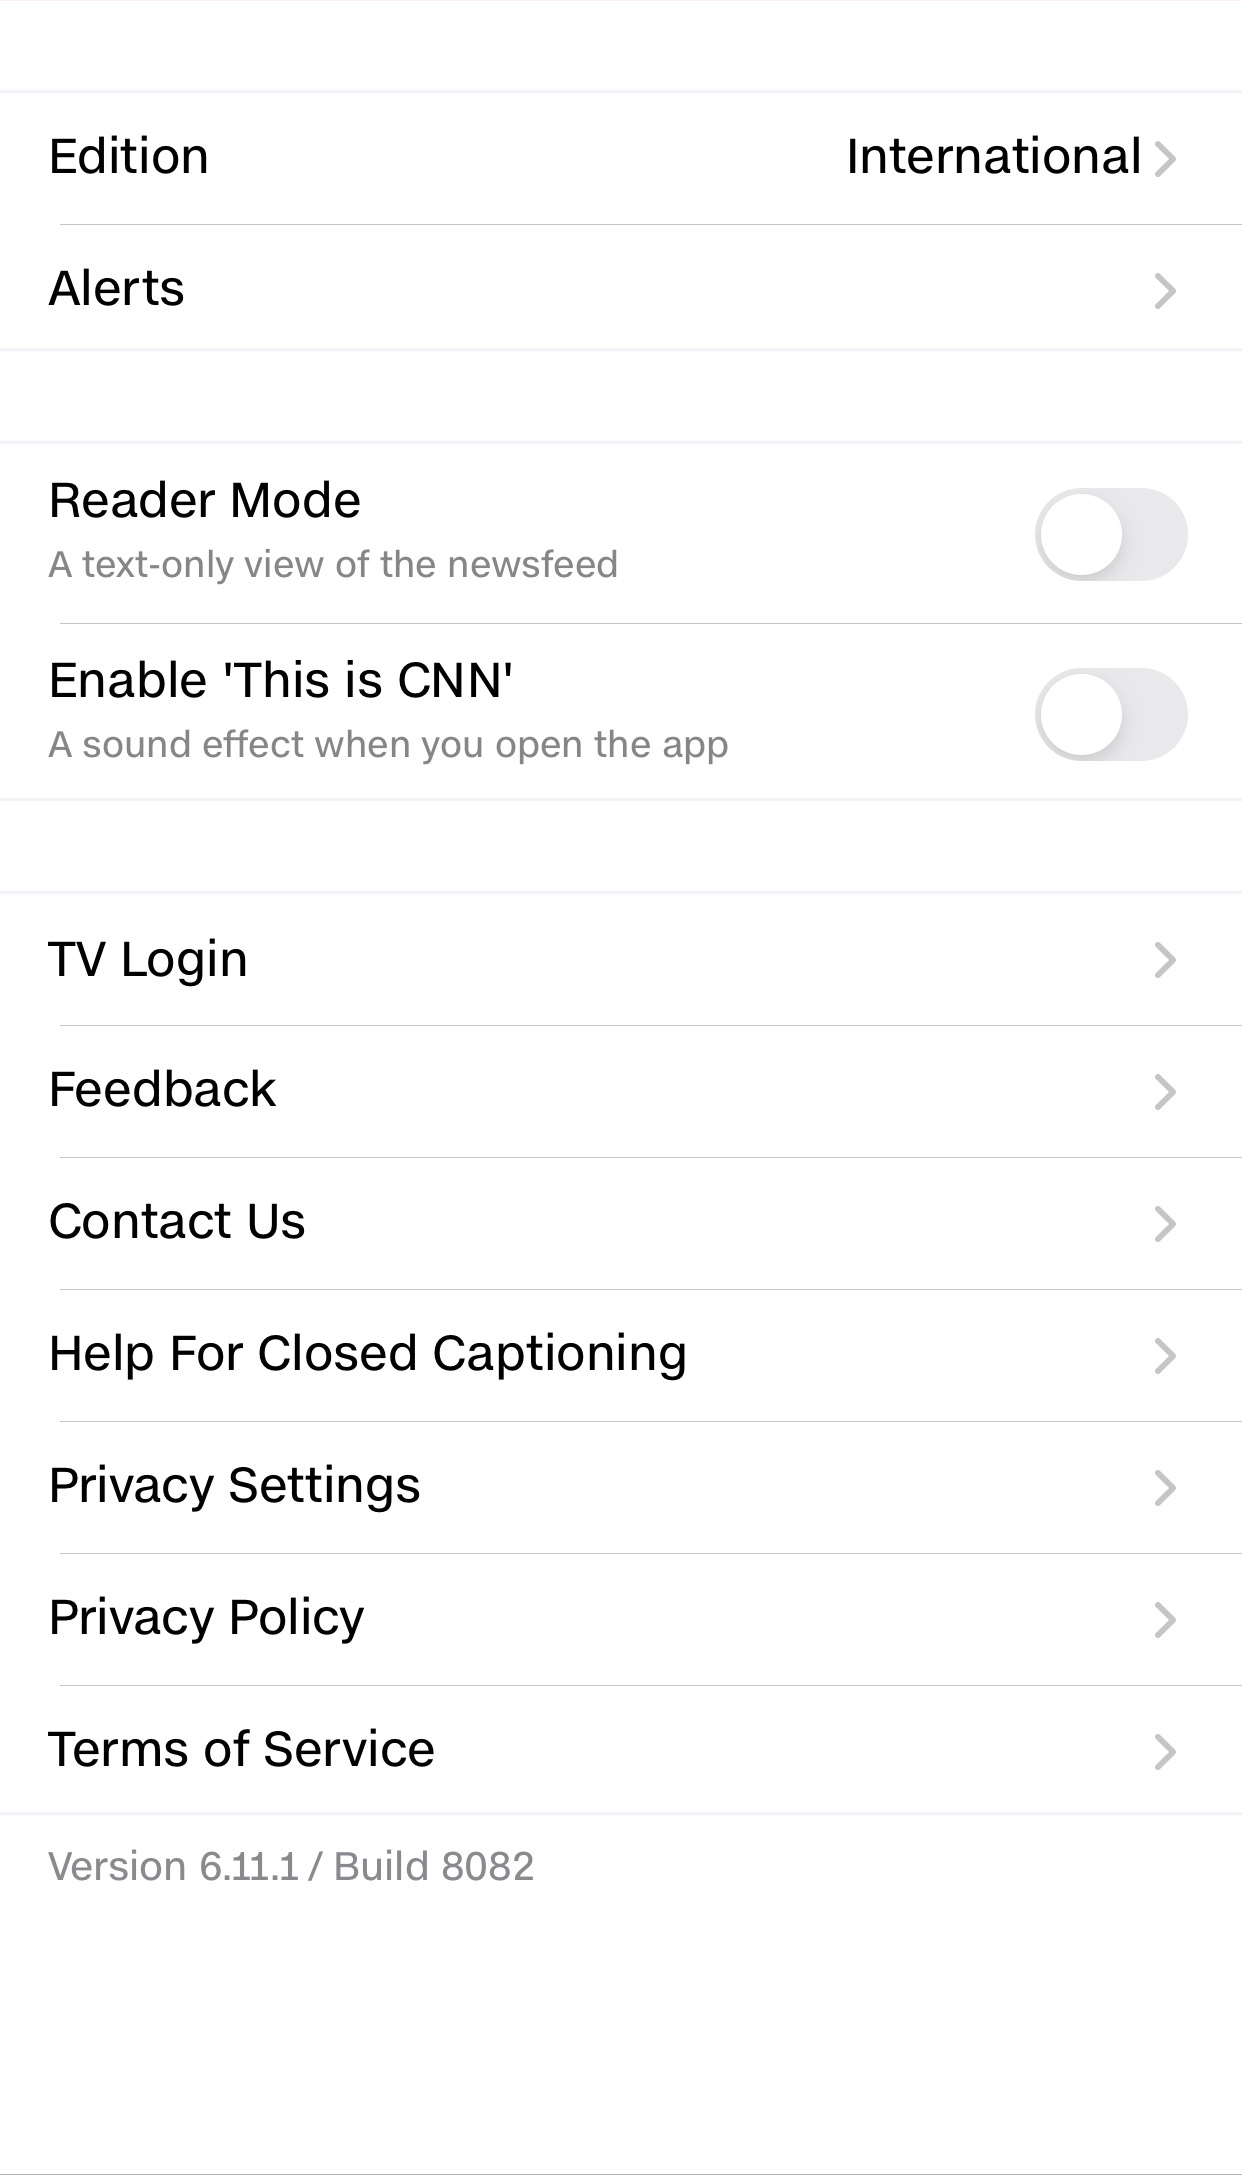 Edition
International
Alerts
Reader Mode
A text-only view of the newsfeed
Enable 'This is CNN'
A sound effect when you open the app
TV Login
Feedback
Contact Us
Help For Closed Captioning
Privacy Settings
Privacy Policy
Terms of Service
Version 6.11.1 / Build 8082